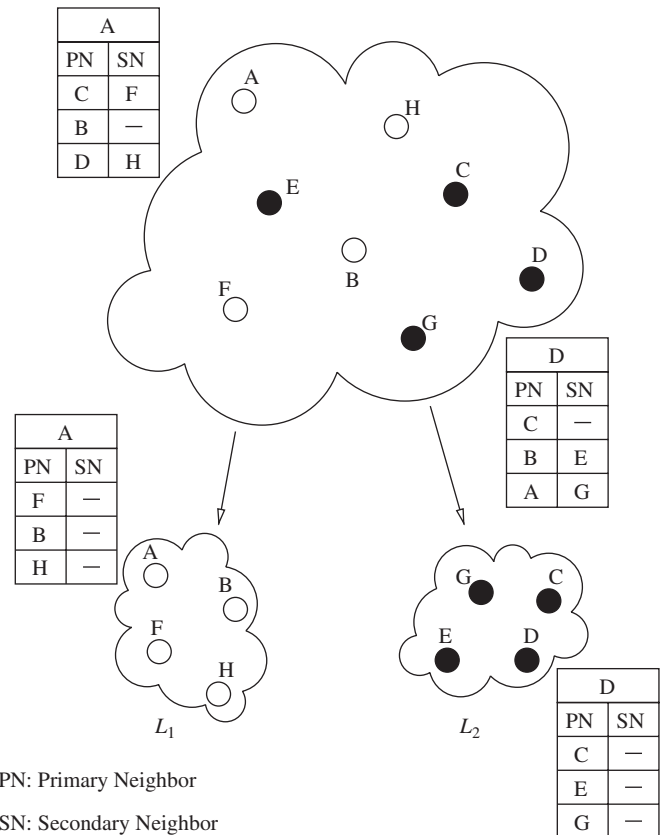 A
PN SN
C F
B —
D H
A
H
E
C
B
D
F
G
D
PN SN
C —
B E
A G
A
PN SN
F —
B —
H —
A
B
F
H
L1
G
C
E
D
L2
D
PN SN
C —
E —
G —
PN: Primary Neighbor
SN: Secondary Neighbor